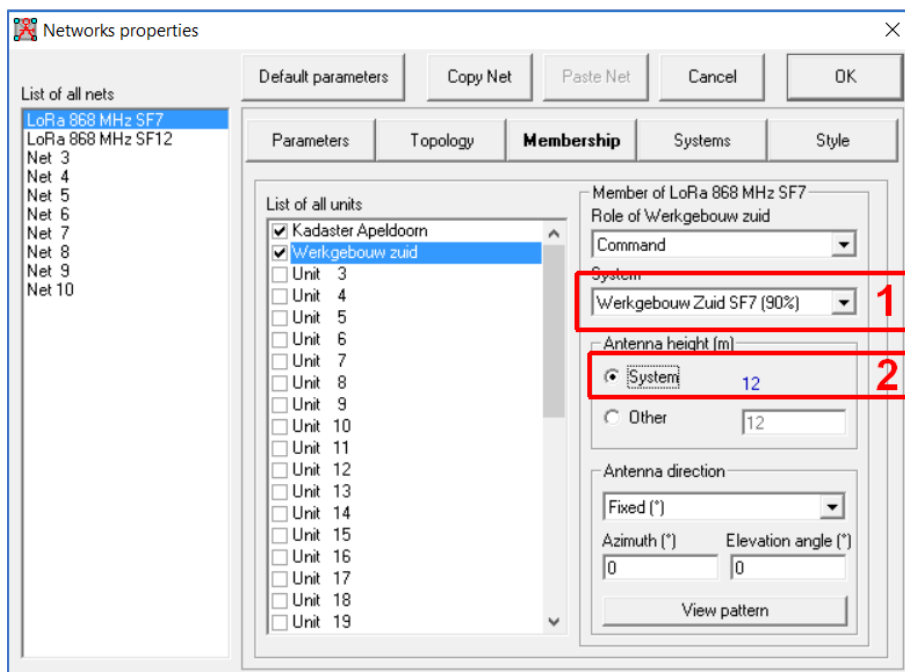 Networks properties
Default parameters
Copy Net
Paste Net
Cancel
OK
List of all nets
LoRa 868 MHz SF7
LoRa 868 MHz SF12
Net 3
Net 4
Net 5
Net 6
Net 7
Net 8
Net 9
Net 10
Parameters
Topology
Membership
Systems
Style
List of all units
Kadaster Apeldoorn
Werkgebouw zuid
Unit 3
Unit 4
Unit 5
Unit 6
Unit 7
Unit 8
Unit 9
Unit 10
Unit 11
Unit 12
Unit 13
Unit 14
Unit 15
Unit 16
Unit 17
Unit 18
Unit 19
Member of LoRa 868 MHz SF7
Role of Werkgebouw zuid
Command
System
Werkgebouw Zuid SF7 (90%)
1
Antenna height (m)
System 12
2
Other 12
Antenna direction
Fixed (°)
Azimuth (°) Elevation angle (°)
0 0
View pattern